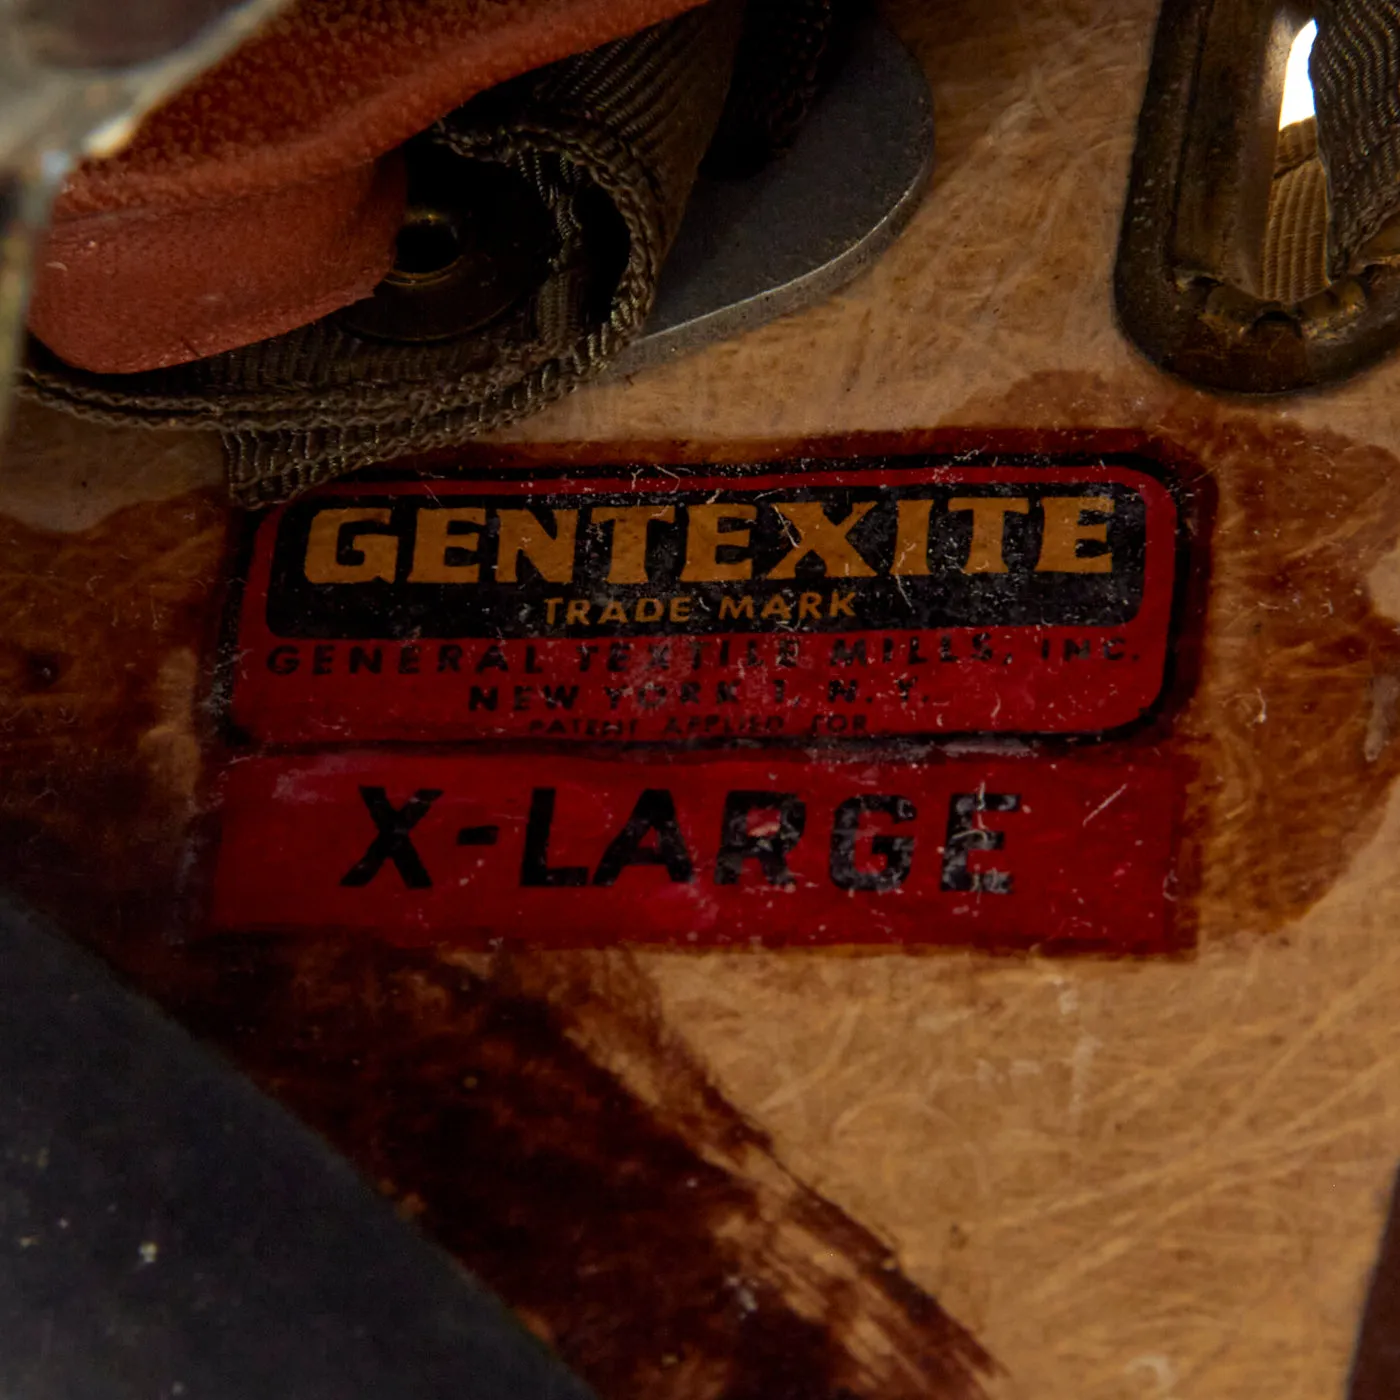 GENTEXITE
TRADE MARK
GENERAL TEXTILE MILLS, INC.
NEW YORK 1, N. Y.
PATENT APPLIED FOR
X-LARGE